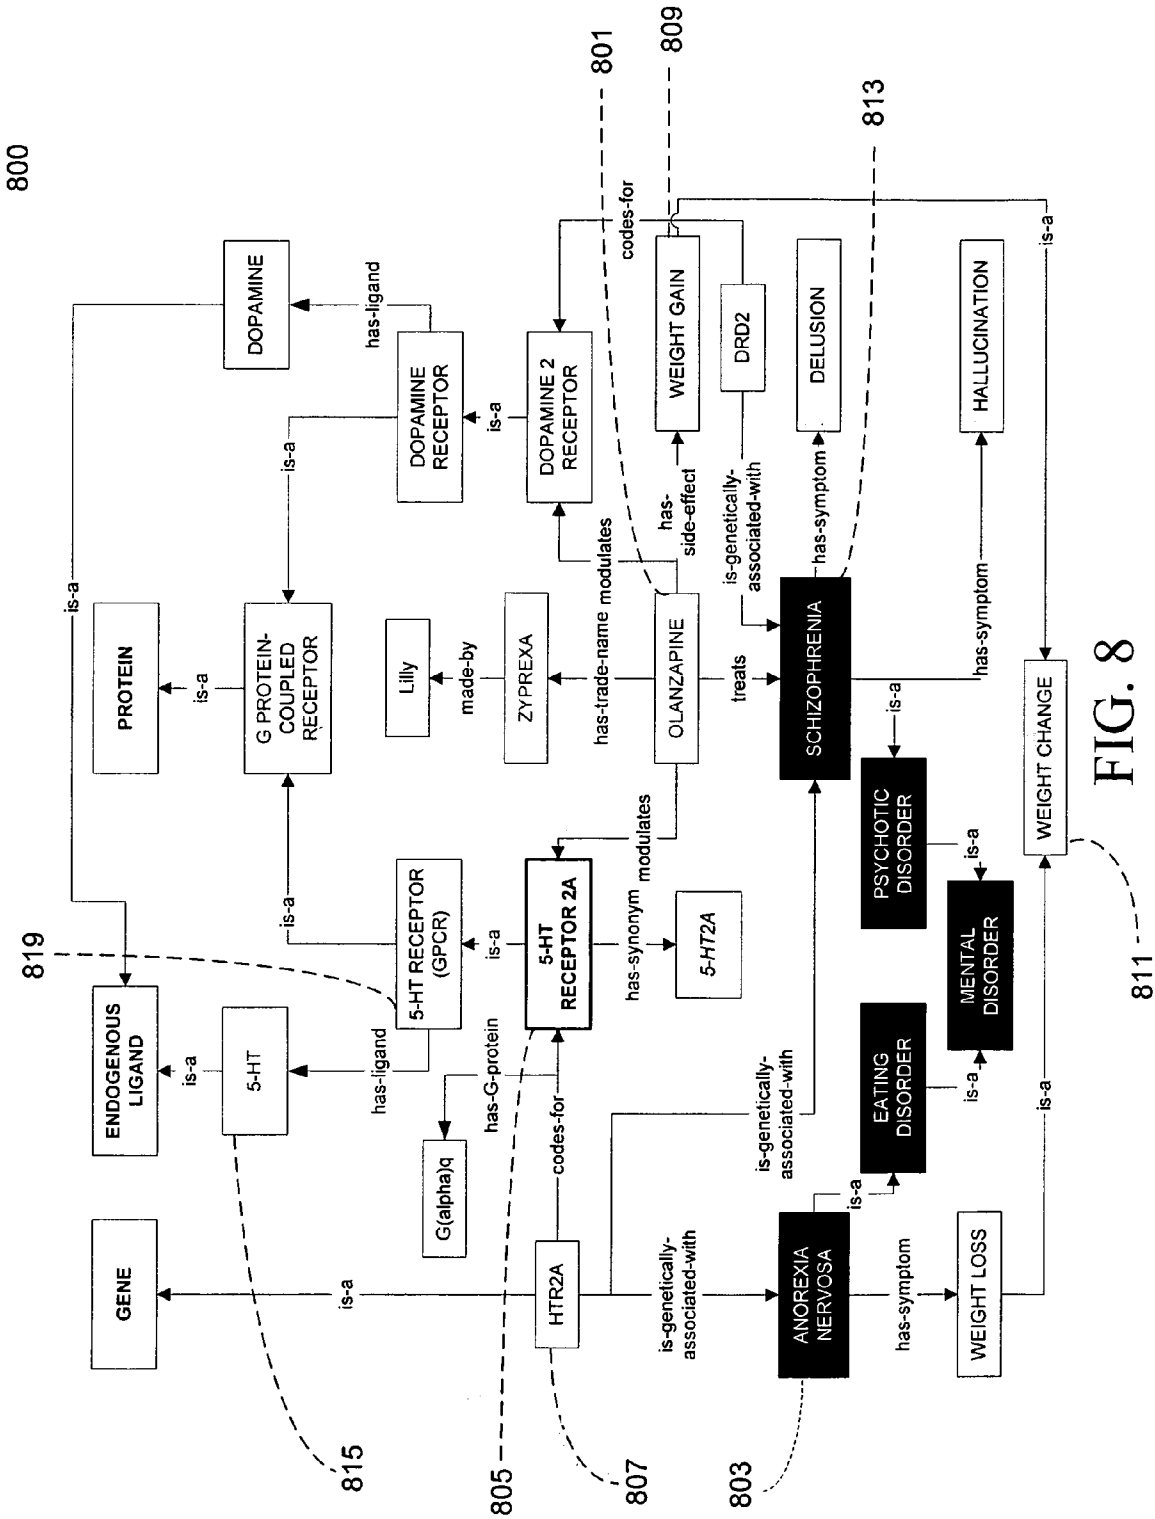 800
GENE
ENDOGENOUS
LIGAND
PROTEIN
is-a
is-a
is-a
is-a
819
815
5-HT
G PROTEIN-
COUPLED
RECEPTOR
DOPAMINE
has-ligand
is-a
is-a
has-ligand
G(alpha)q
5-HT RECEPTOR
(GPCR)
Lilly
DOPAMINE
RECEPTOR
has-G-protein
is-a
made-by
is-a
805
807
HTR2A
codes-for
5-HT
RECEPTOR 2A
ZYPREXA
DOPAMINE 2
RECEPTOR
801
has-synonym
modulates
has-trade-name
modulates
codes-for
is-genetically-
associated-with
5-HT2A
OLANZAPINE
has-
side-effect
WEIGHT GAIN
809
is-genetically-
associated-with
treats
is-genetically-
associated-with
DRD2
803
ANOREXIA
NERVOSA
SCHIZOPHRENIA
has-symptom
DELUSION
813
is-a
EATING
DISORDER
PSYCHOTIC
DISORDER
is-a
has-symptom
is-a
is-a
has-symptom
WEIGHT LOSS
MENTAL
DISORDER
HALLUCINATION
is-a
WEIGHT CHANGE
is-a
811
FIG. 8